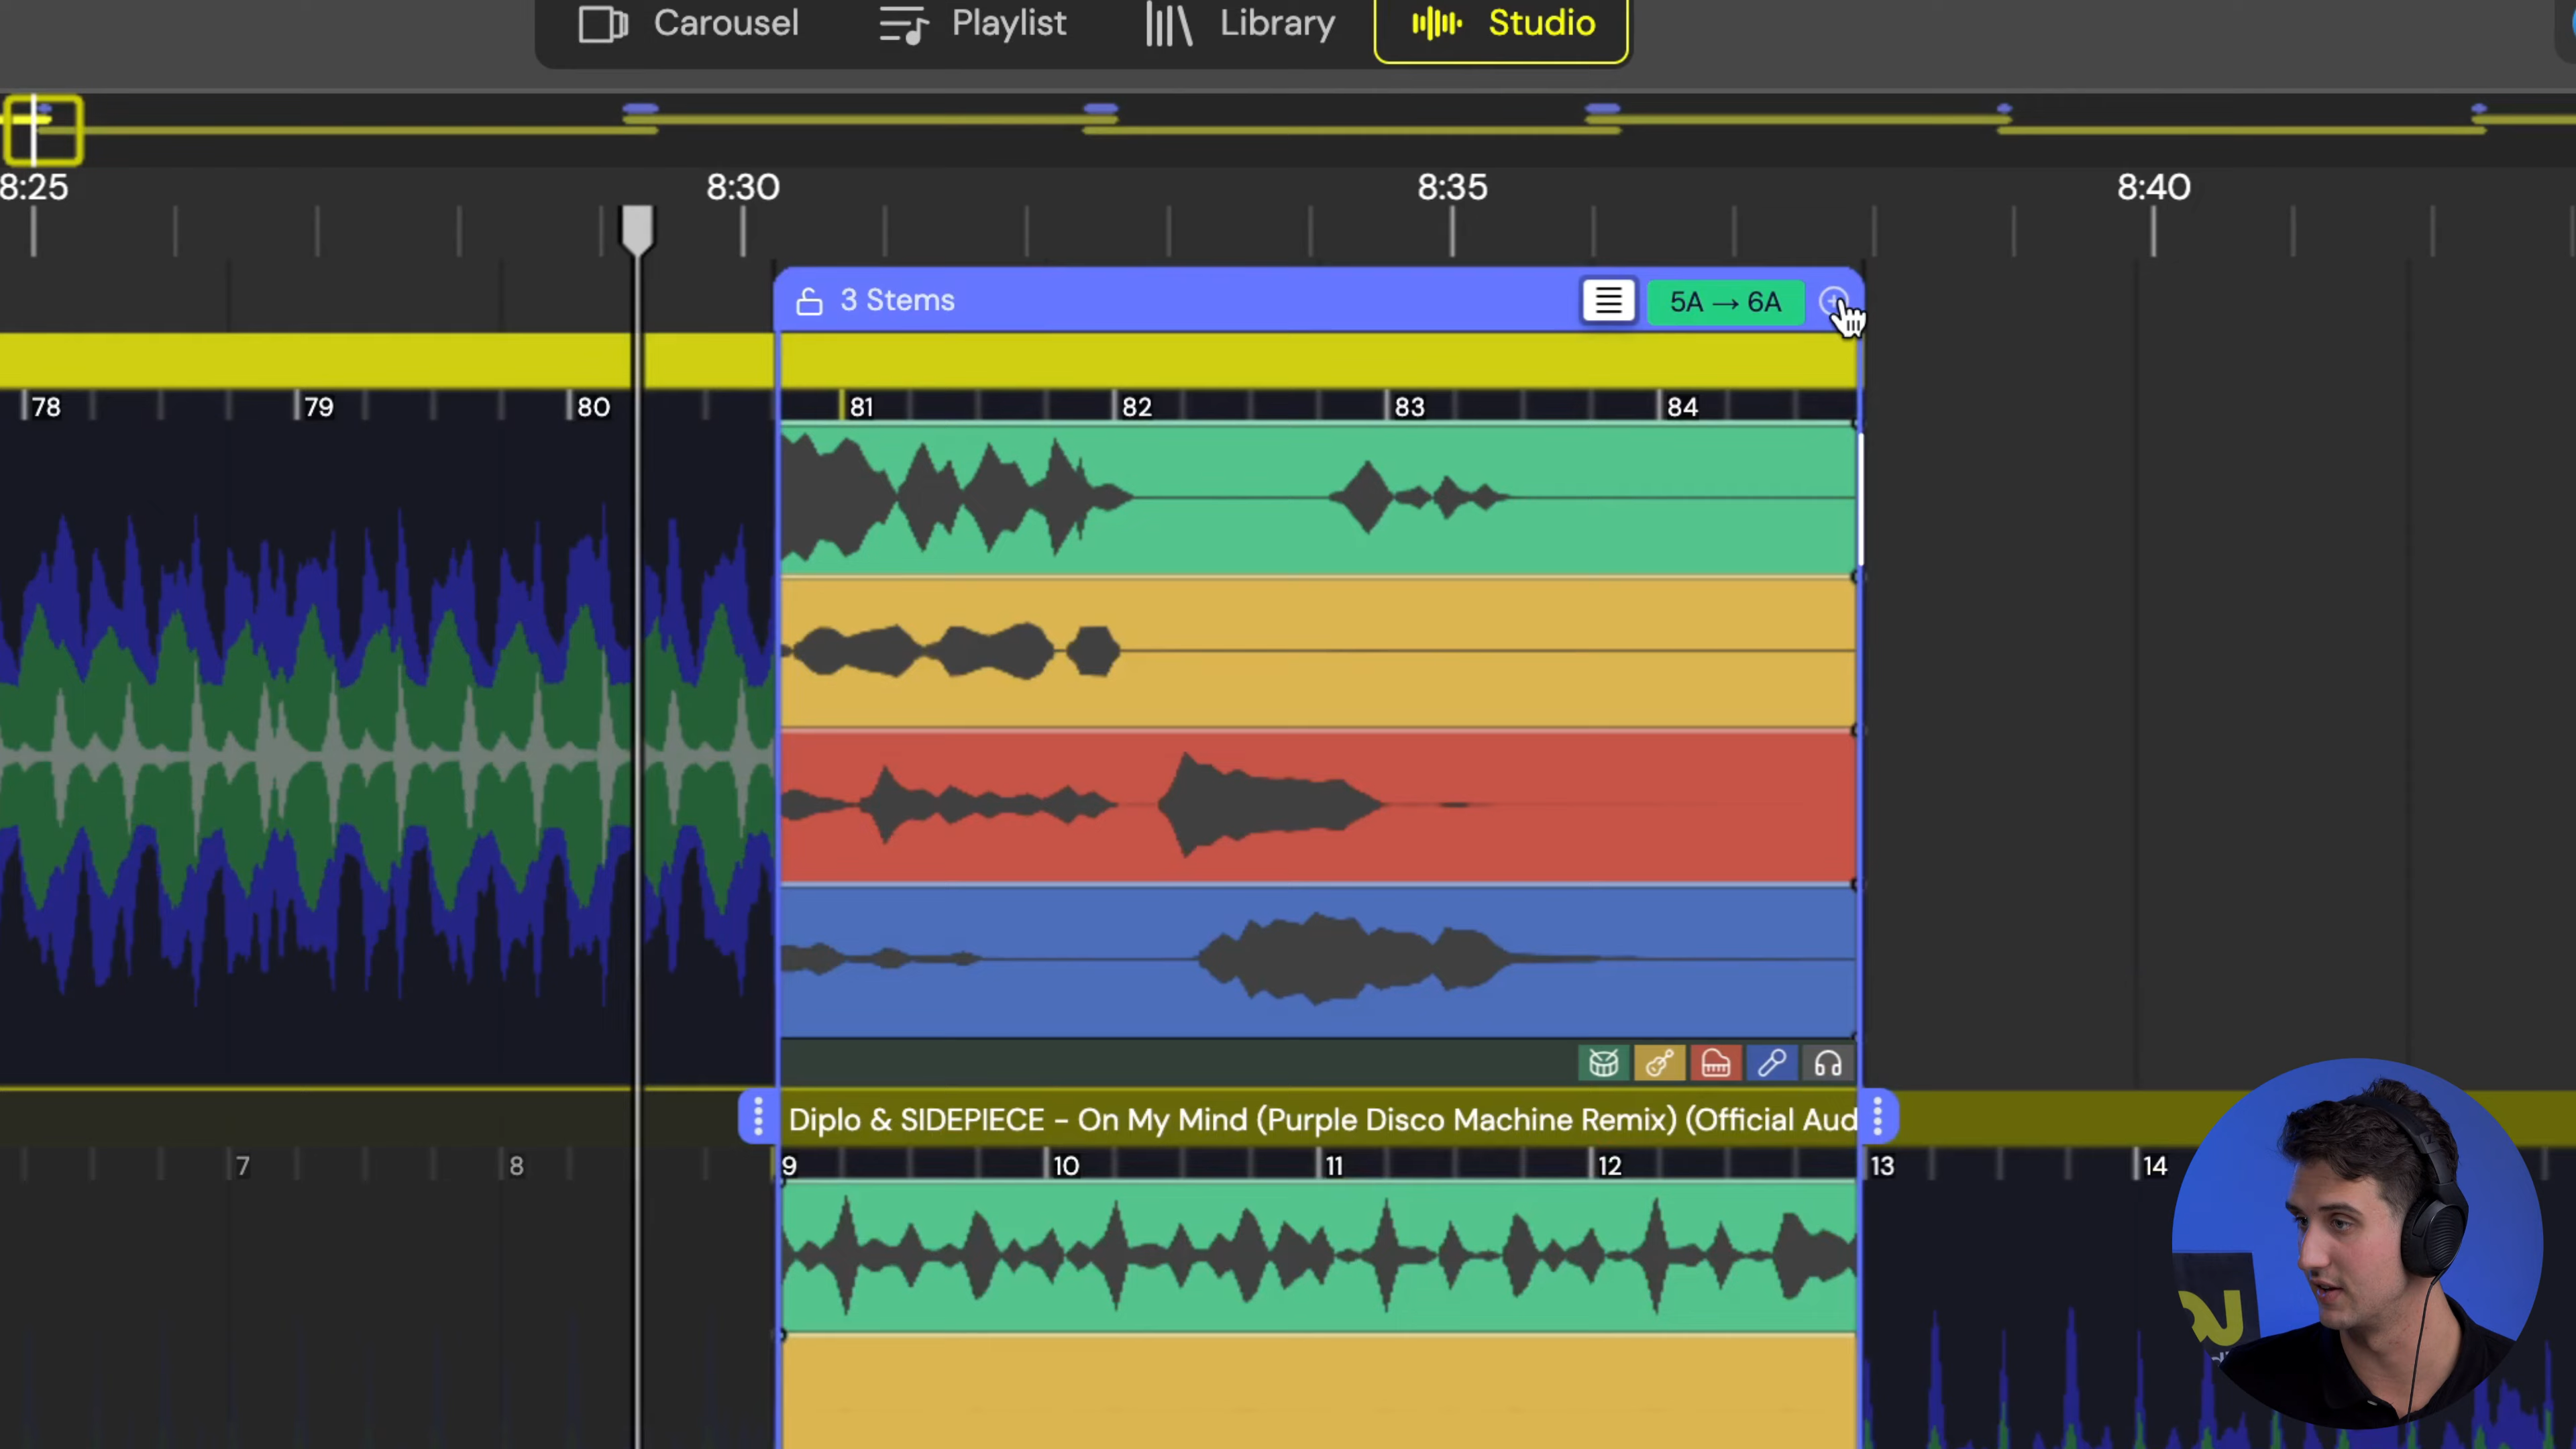 Carousel Playlist Library Studio
8:25 8:30 8:35 8:40
3 Stems 5A → 6A
78 79 80 81 82 83 84
Diplo & SIDEPIECE - On My Mind (Purple Disco Machine Remix) (Official Aud
7 8 9 10 11 12 13 14